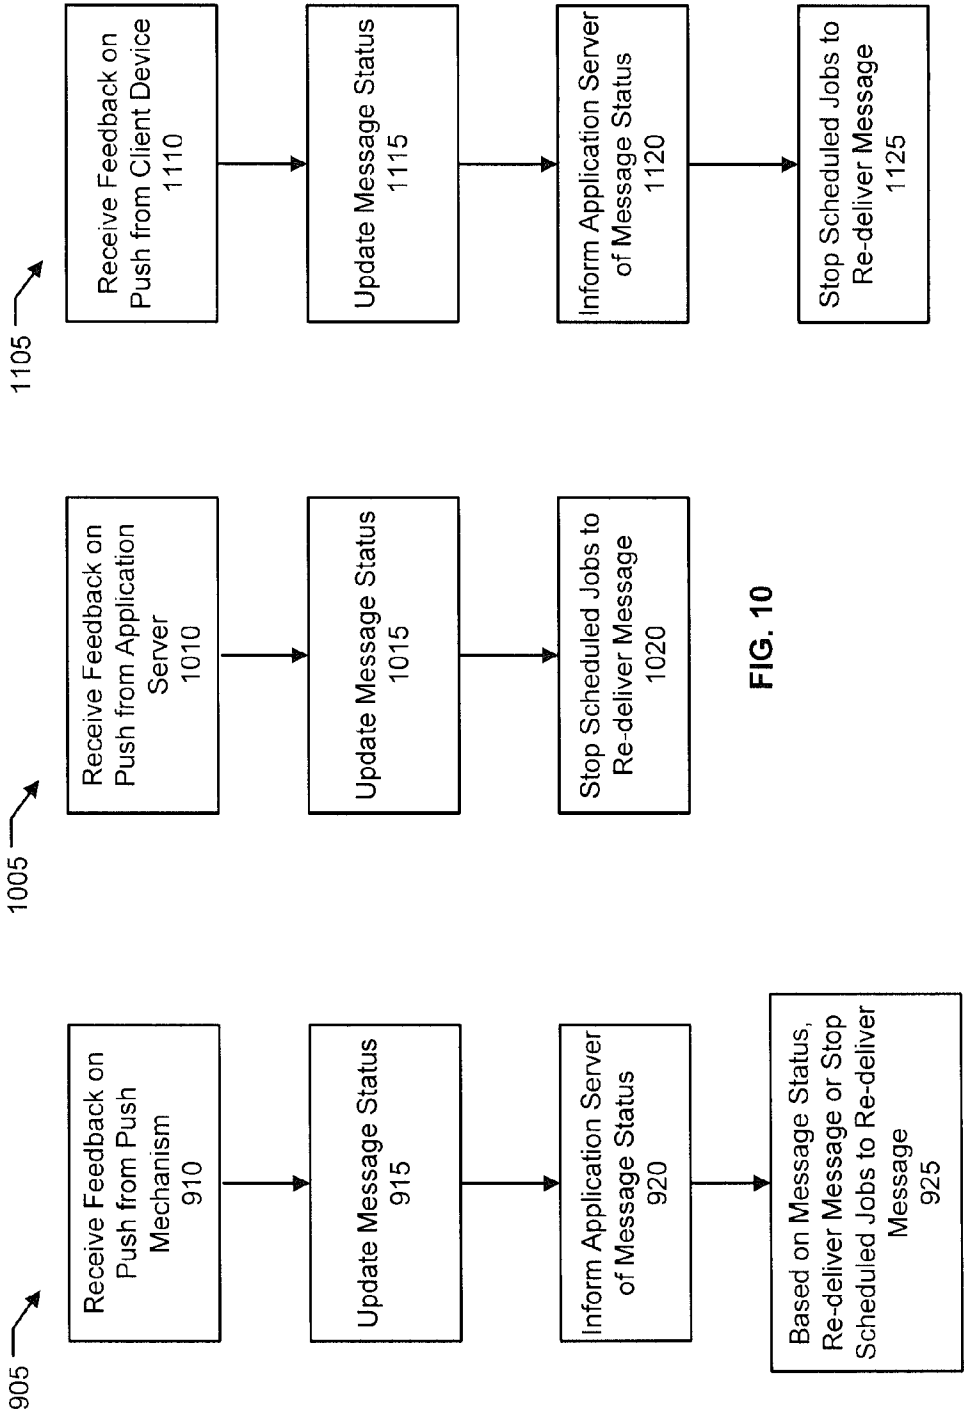 905
Receive Feedback on
Push from Push
Mechanism
910
Update Message Status
915
Inform Application Server
of Message Status
920
Based on Message Status,
Re-deliver Message or Stop
Scheduled Jobs to Re-deliver
Message
925
1005
Receive Feedback on
Push from Application
Server
1010
Update Message Status
1015
Stop Scheduled Jobs to
Re-deliver Message
1020
1105
Receive Feedback on
Push from Client Device
1110
Update Message Status
1115
Inform Application Server
of Message Status
1120
Stop Scheduled Jobs to
Re-deliver Message
1125
FIG. 10